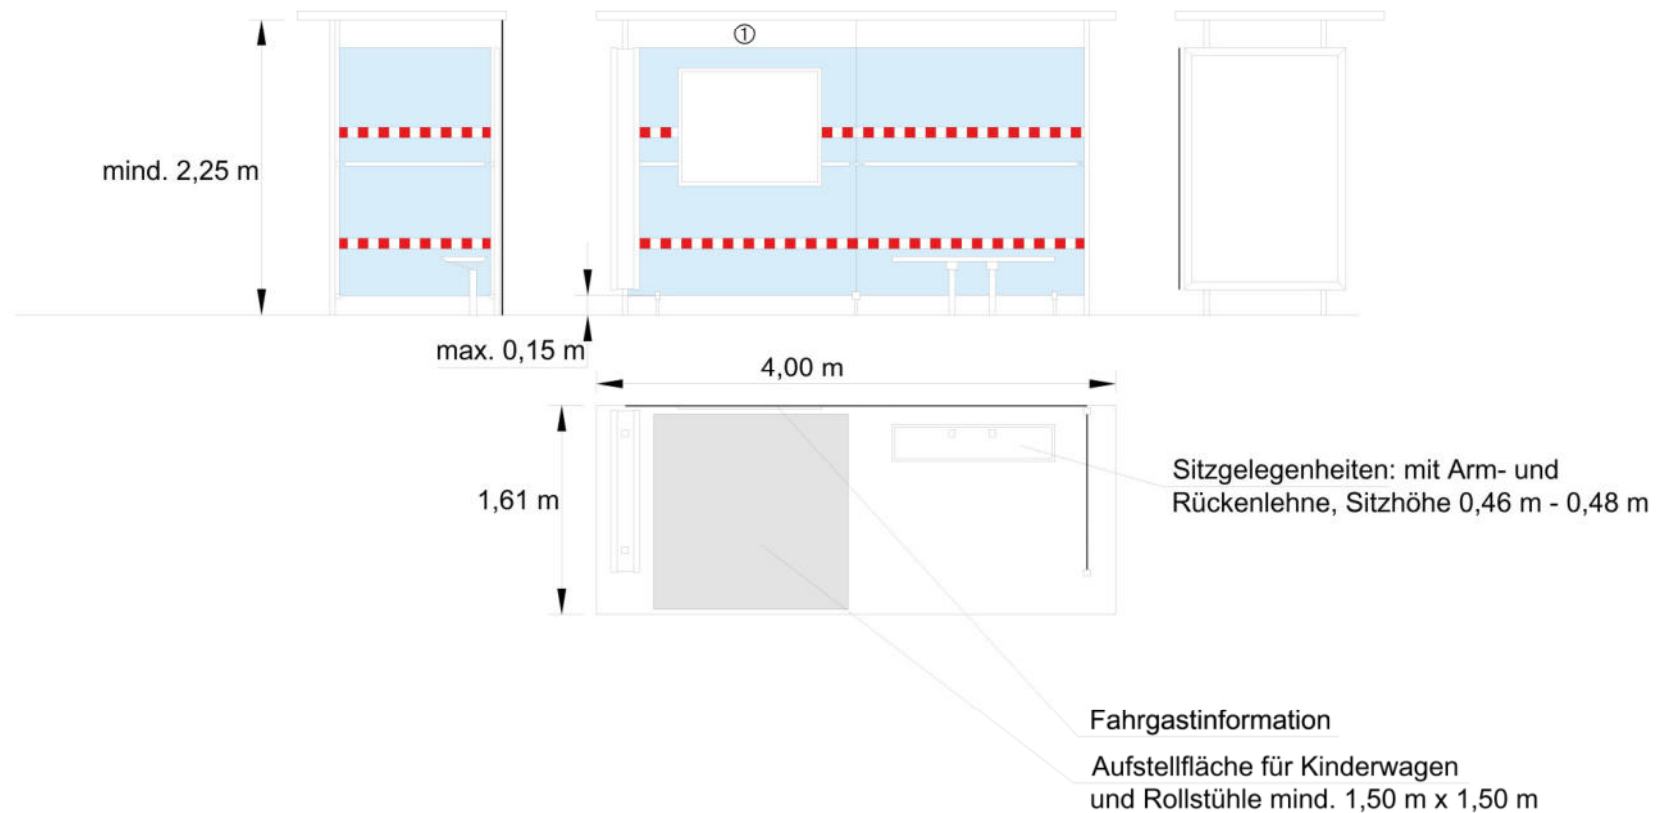 ①
mind. 2,25 m
max. 0,15 m
4,00 m
1,61 m
Sitzgelegenheiten: mit Arm- und
Rückenlehne, Sitzhöhe 0,46 m - 0,48 m
Fahrgastinformation
Aufstellfläche für Kinderwagen
und Rollstühle mind. 1,50 m x 1,50 m